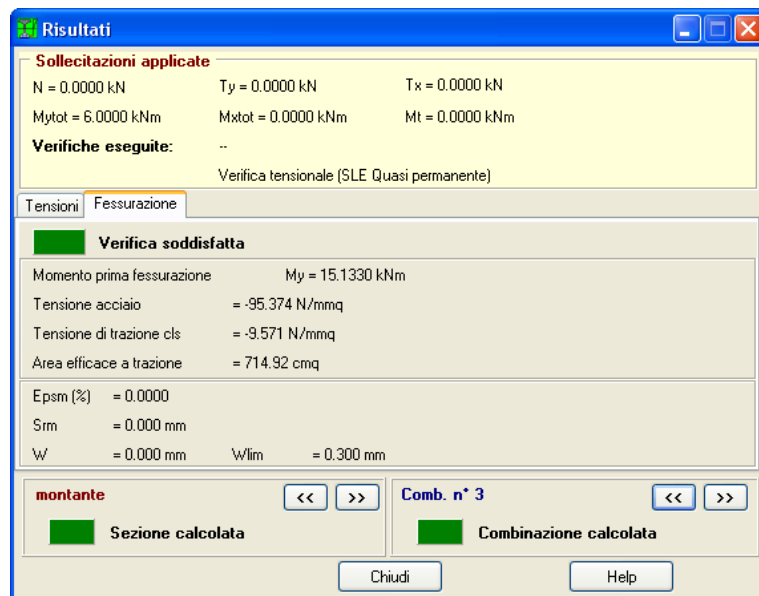 Risultati
Sollecitazioni applicate
N = 0.0000 kN Ty = 0.0000 kN Tx = 0.0000 kN
Mytot = 6.0000 kNm Mxtot = 0.0000 kNm Mt = 0.0000 kNm
Verifiche eseguite: --
Verifica tensionale (SLE Quasi permanente)
Tensioni Fessurazione
Verifica soddisfatta
Momento prima fessurazione My = 15.1330 kNm
Tensione acciaio = -95.374 N/mmq
Tensione di trazione cls = -9.571 N/mmq
Area efficace a trazione = 714.92 cmq
Epsm (%) = 0.0000
Srm = 0.000 mm
W = 0.000 mm Wlim = 0.300 mm
montante << >> Comb. n° 3 << >>
Sezione calcolata Combinazione calcolata
Chiudi Help